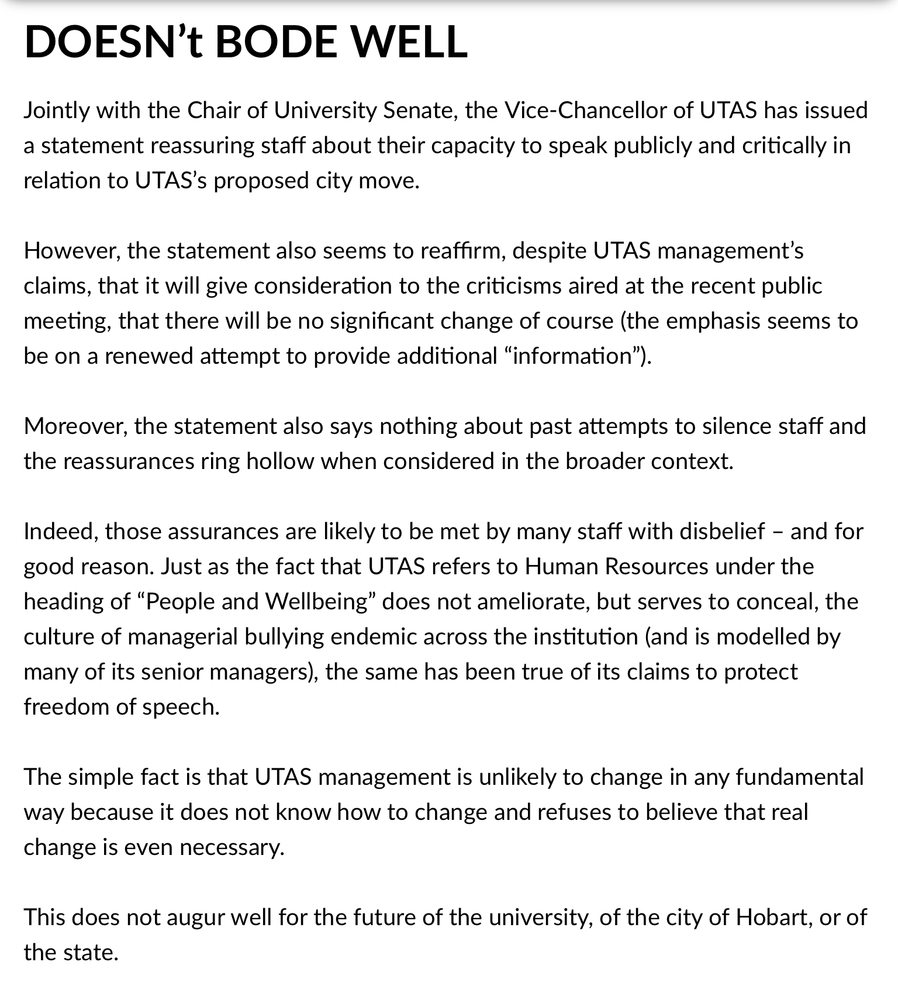 DOESN’t BODE WELL
Jointly with the Chair of University Senate, the Vice-Chancellor of UTAS has issued
a statement reassuring staff about their capacity to speak publicly and critically in
relation to UTAS’s proposed city move.
However, the statement also seems to reaffirm, despite UTAS management’s
claims, that it will give consideration to the criticisms aired at the recent public
meeting, that there will be no significant change of course (the emphasis seems to
be on a renewed attempt to provide additional “information”).
Moreover, the statement also says nothing about past attempts to silence staff and
the reassurances ring hollow when considered in the broader context.
Indeed, those assurances are likely to be met by many staff with disbelief – and for
good reason. Just as the fact that UTAS refers to Human Resources under the
heading of “People and Wellbeing” does not ameliorate, but serves to conceal, the
culture of managerial bullying endemic across the institution (and is modelled by
many of its senior managers), the same has been true of its claims to protect
freedom of speech.
The simple fact is that UTAS management is unlikely to change in any fundamental
way because it does not know how to change and refuses to believe that real
change is even necessary.
This does not augur well for the future of the university, of the city of Hobart, or of
the state.